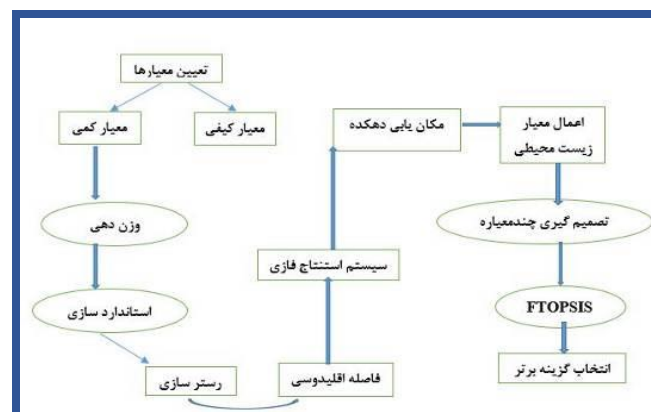 تعیین معیارها
معیار کمی
معیار کیفی
وزن دهی
استاندارد سازی
رستر سازی
فاصله اقلیدوسی
سیستم استنتاج فازی
مکان یابی دهکده
اعمال معیار
زیست محیطی
تصمیم گیری چندمعیاره
FTOPSIS
انتخاب گزینه برتر